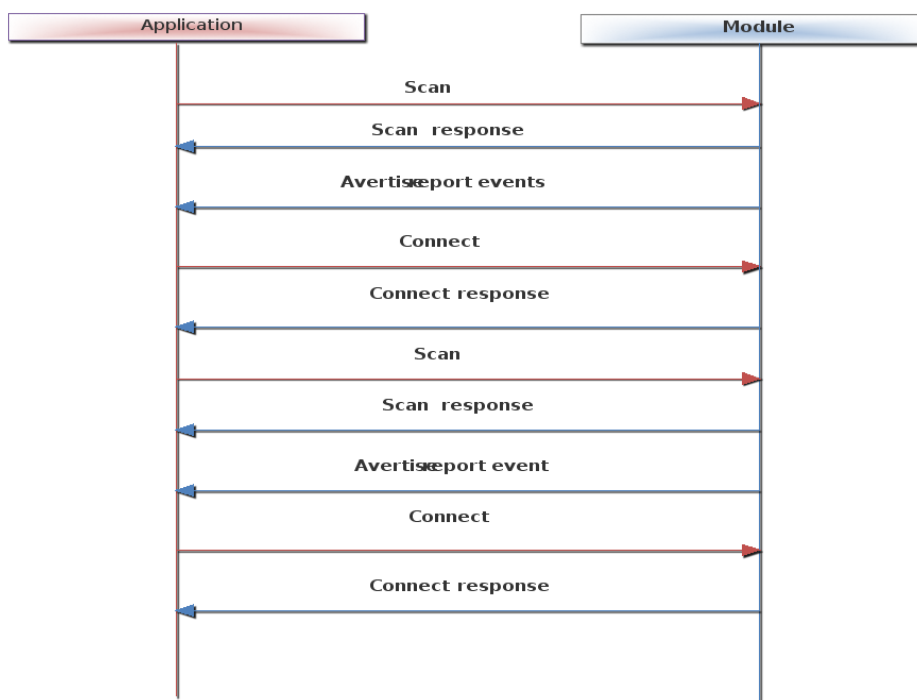 Application
Module
Scan
Scan response
Avertise report events
Connect
Connect response
Scan
Scan response
Avertise report event
Connect
Connect response